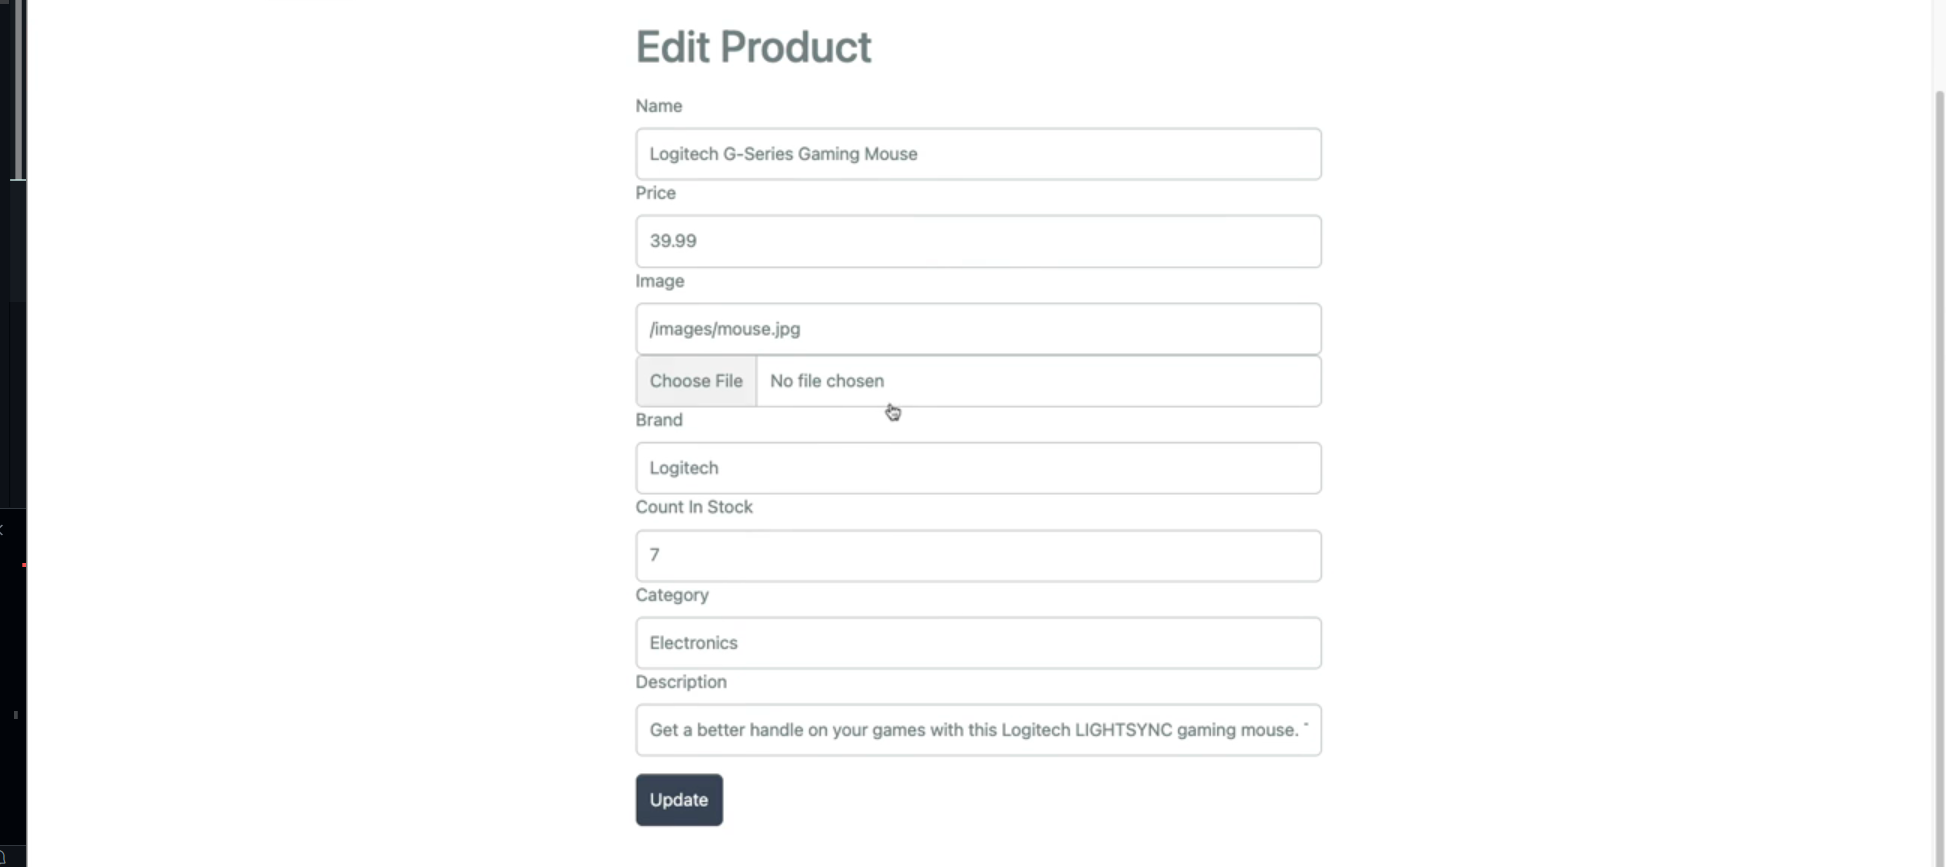 Edit Product
Name
Logitech G-Series Gaming Mouse
Price
39.99
Image
/images/mouse.jpg
Choose File No file chosen
Brand
Logitech
Count In Stock
7
Category
Electronics
Description
Get a better handle on your games with this Logitech LIGHTSYNC gaming mouse.
Update